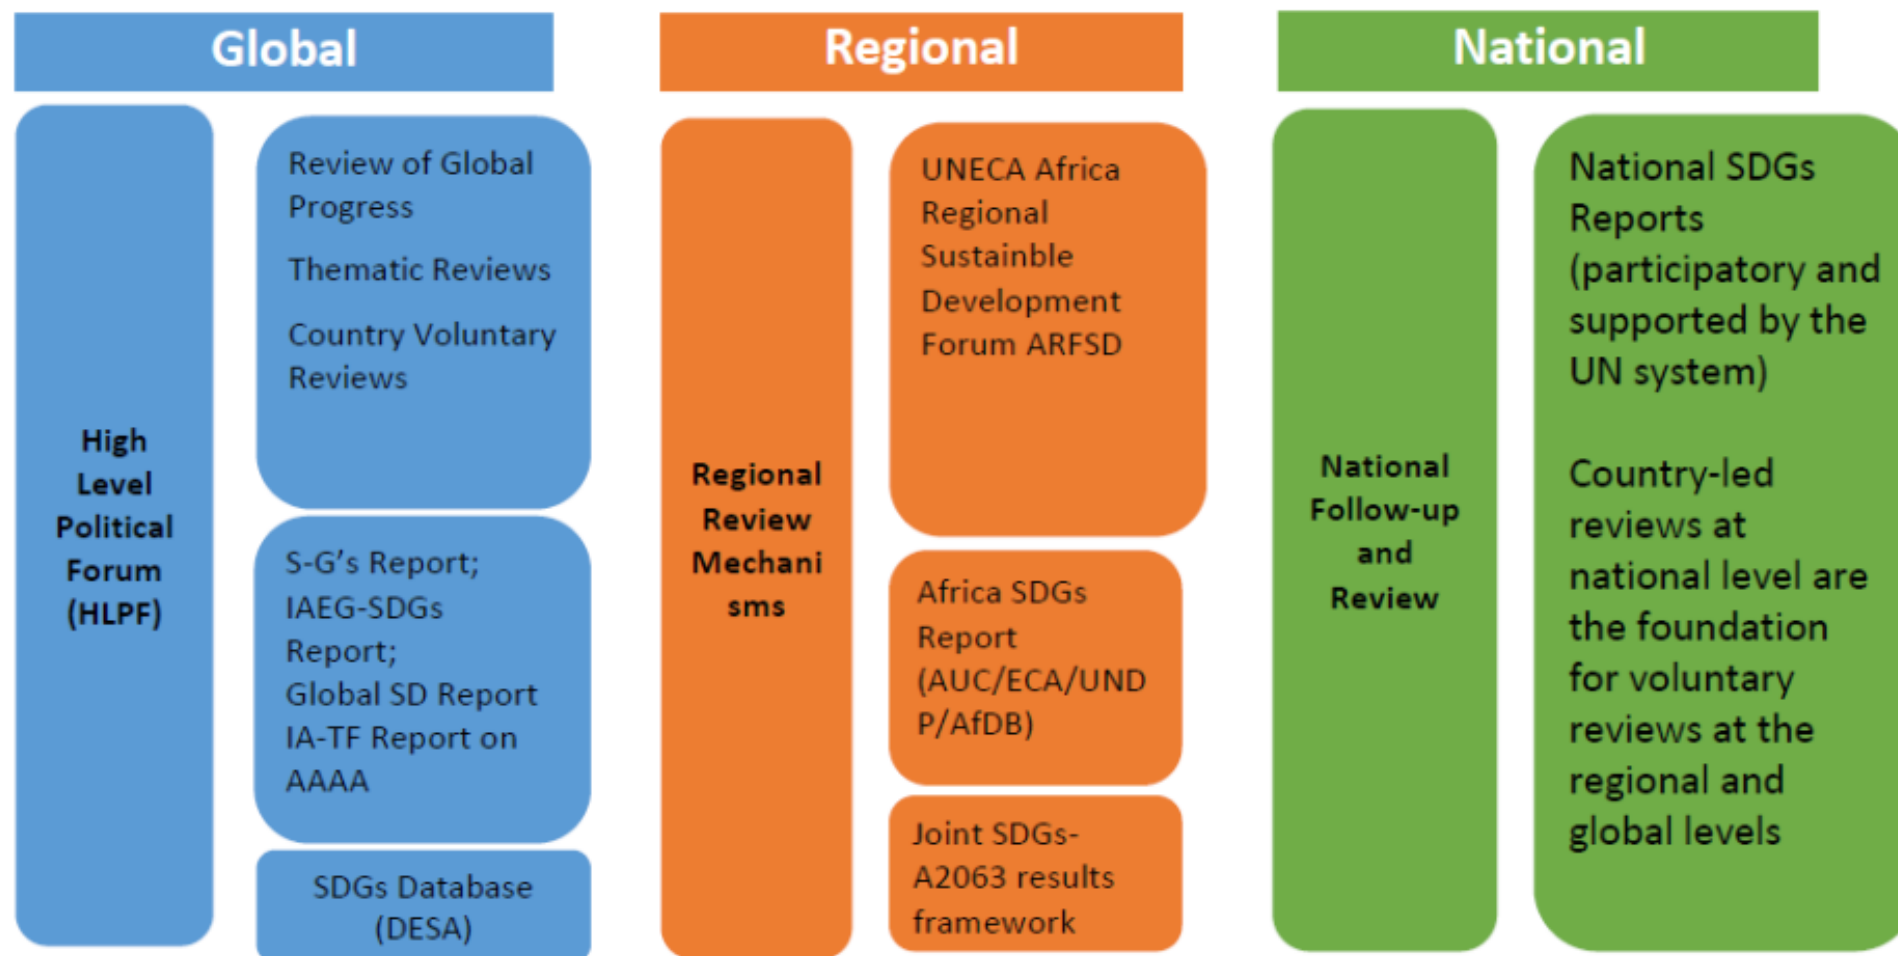 Global
High
Level
Political
Forum
(HLPF)
Review of Global
Progress
Thematic Reviews
Country Voluntary
Reviews
S-G’s Report;
IAEG-SDGs
Report;
Global SD Report
IA-TF Report on
AAAA
SDGs Database
(DESA)
Regional
Regional
Review
Mechani
sms
UNECA Africa
Regional
Sustainble
Development
Forum ARFSD
Africa SDGs
Report
(AUC/ECA/UND
P/AfDB)
Joint SDGs-
A2063 results
framework
National
National
Follow-up
and
Review
National SDGs
Reports
(participatory and
supported by the
UN system)
Country-led
reviews at
national level are
the foundation
for voluntary
reviews at the
regional and
global levels